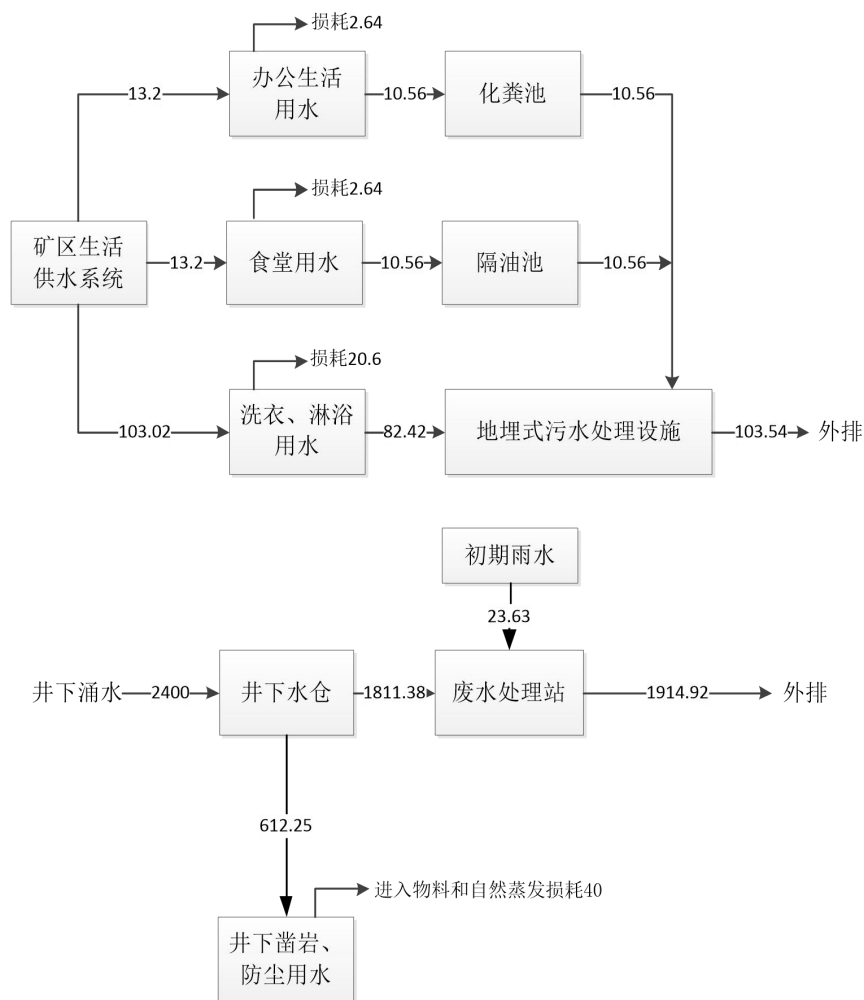 损耗2.64
办公生活
用水
13.2
10.56
化粪池
10.56
损耗2.64
矿区生活
供水系统
13.2
食堂用水
10.56
隔油池
10.56
损耗20.6
103.02
洗衣、淋浴
用水
82.42
地埋式污水处理设施
103.54
外排
初期雨水
23.63
井下涌水
2400
井下水仓
1811.38
废水处理站
1914.92
外排
612.25
进入物料和自然蒸发损耗40
井下凿岩、
防尘用水